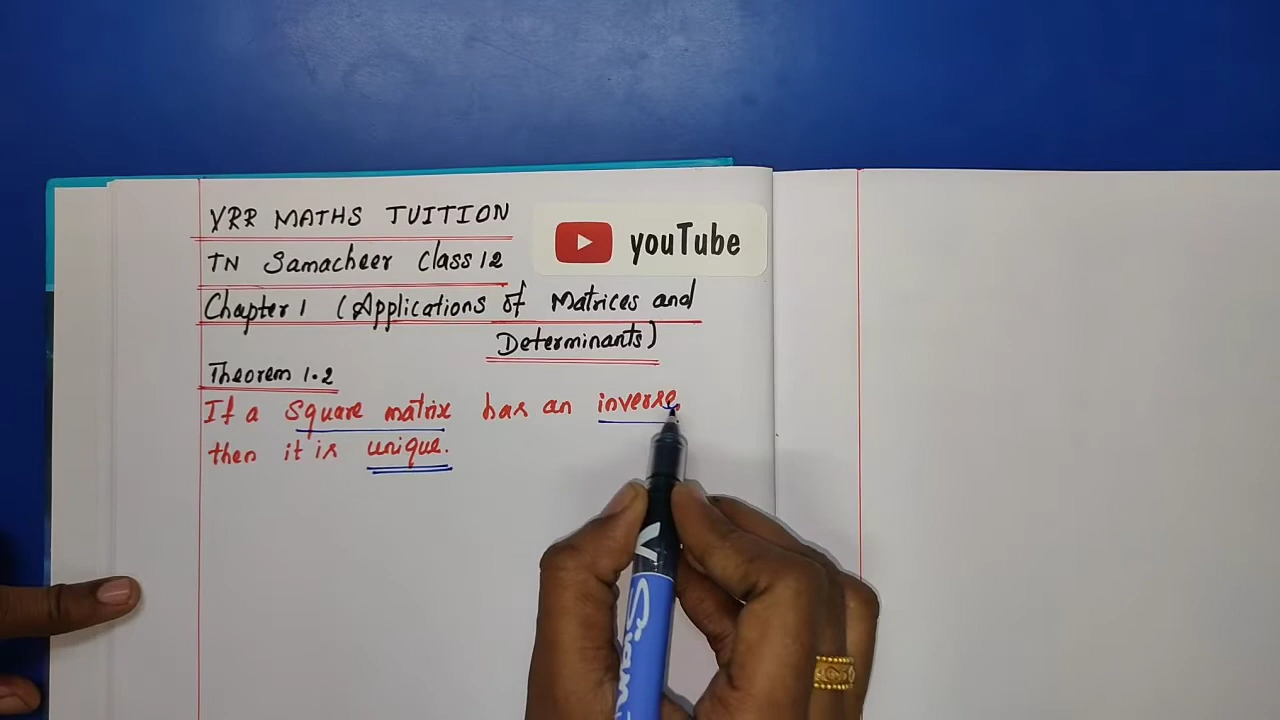 YRR MATHS TUITION
youTube
TN Samacheer Class 12
Chapter 1 (Applications of Matrices and
Determinants)
Theorem 1.2
If a square matrix has an inverse,
then it is unique.
V
Signa